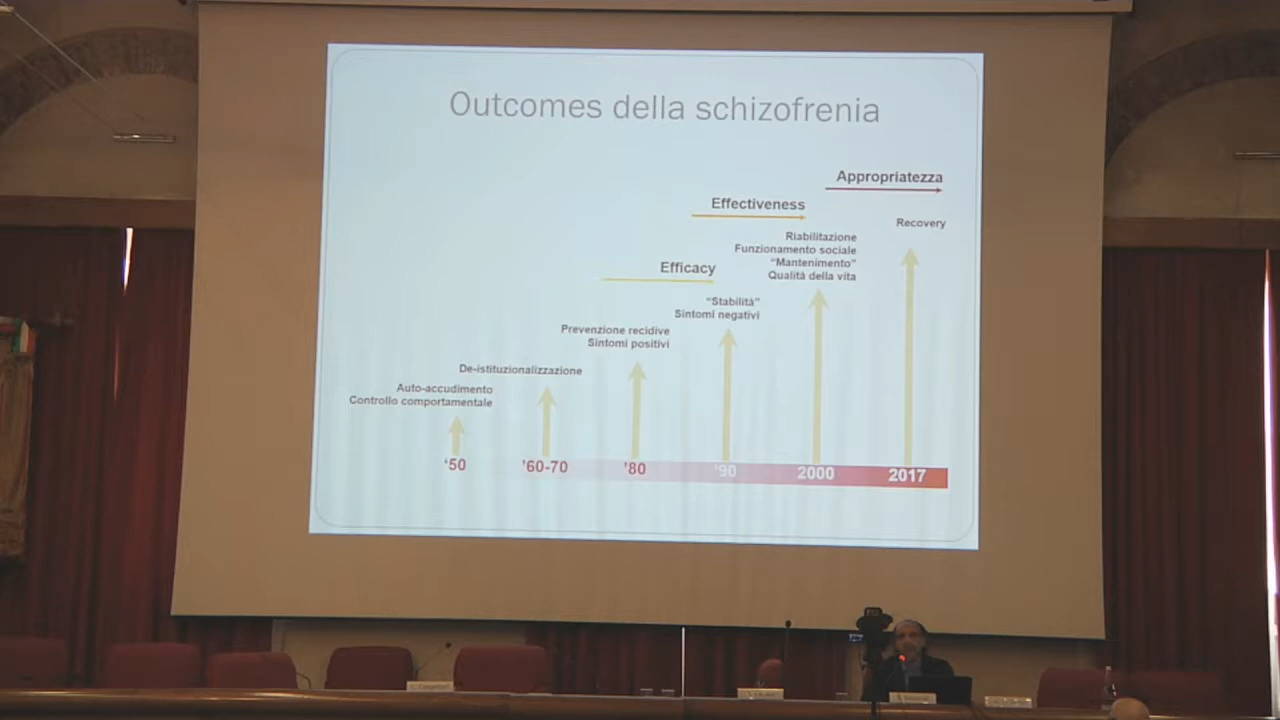 Outcomes della schizofrenia
Appropriatezza
Effectiveness
Recovery
Riabilitazione
Funzionamento sociale
“Mantenimento”
Qualità della vita
Efficacy
“Stabilità”
Sintomi negativi
Prevenzione recidive
Sintomi positivi
De-istituzionalizzazione
Auto-accudimento
Controllo comportamentale
‘50
’60-70
’80
’90
2000
2017